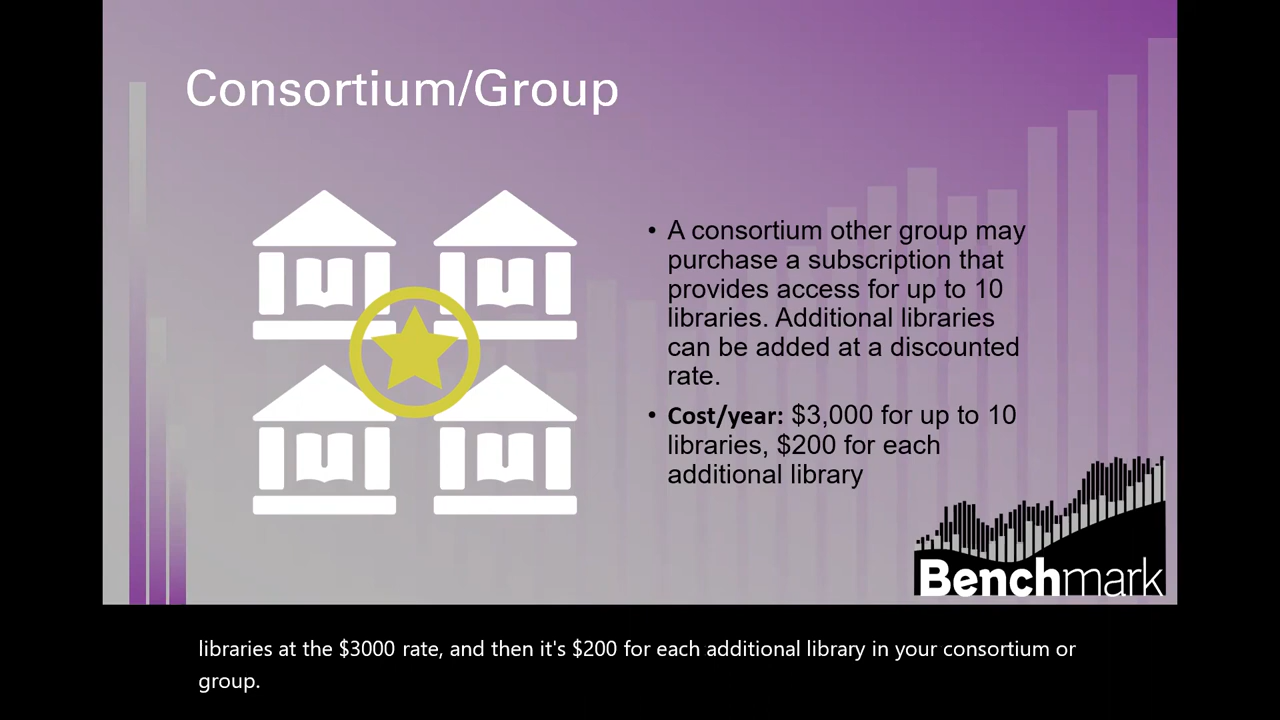 Consortium/Group
• A consortium other group may
purchase a subscription that
provides access for up to 10
libraries. Additional libraries
can be added at a discounted
rate.
• Cost/year: $3,000 for up to 10
libraries, $200 for each
additional library
Benchmark
libraries at the $3000 rate, and then it's $200 for each additional library in your consortium or
group.